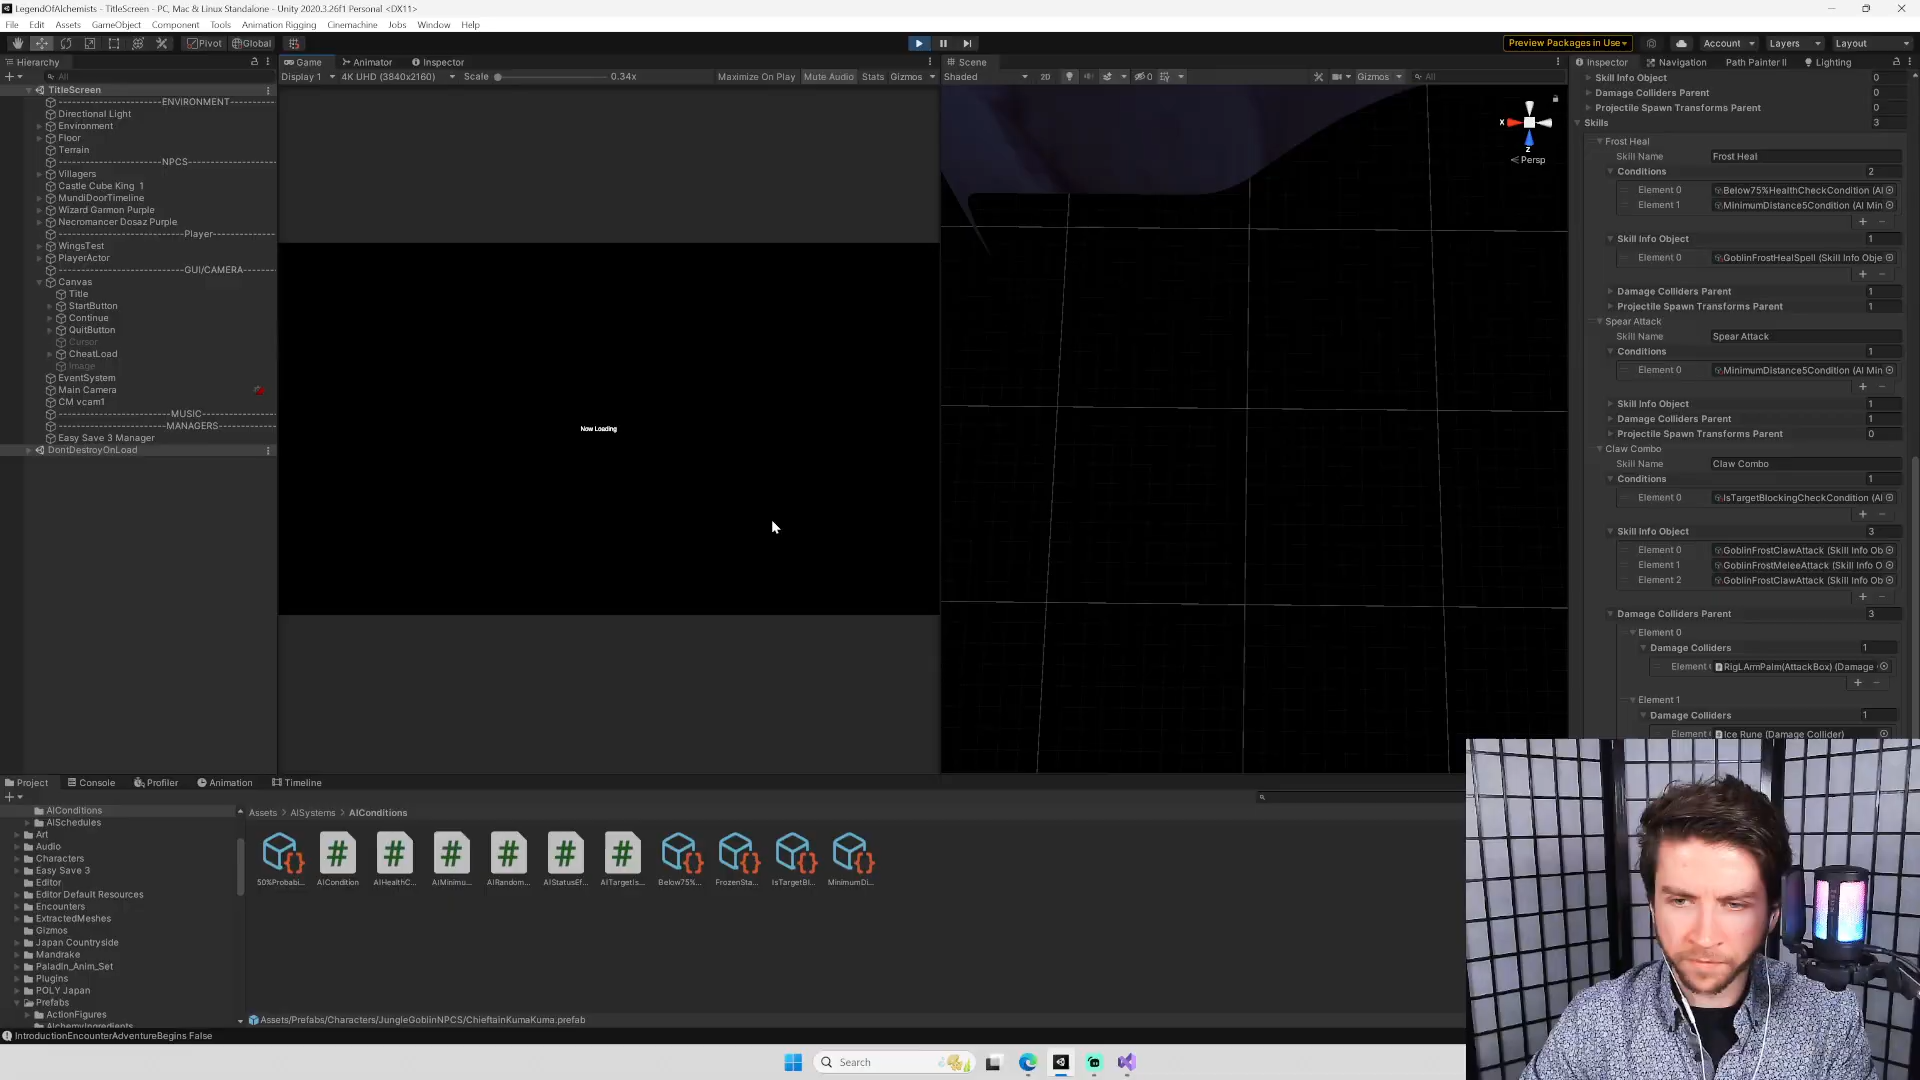 LegendOfAlchemists - TitleScreen - PC, Mac & Linux Standalone - Unity 2020.3.26f1 Personal <DX11>
File Edit Assets GameObject Component Tools Animation Rigging Cinemachine Jobs Window Help
Pivot Global Preview Packages in Use Account Layers Layout
Hierarchy
All
TitleScreen
--------------------ENVIRONMENT--------
Directional Light
Environment
Floor
Terrain
--------------------NPCS-----------------
Villagers
Castle Cube King 1
MundiDoorTimeline
Wizard Garmon Purple
Necromancer Dosaz Purple
-------------------------Player------------
WingsTest
PlayerActor
-------------------------GUI/CAMERA------
Canvas
Title
StartButton
Continue
QuitButton
Cursor
CheatLoad
Image
EventSystem
Main Camera
CM vcam1
----------------------MUSIC--------------
---------------------MANAGERS----------
Easy Save 3 Manager
DontDestroyOnLoad
Game Animator Inspector
Display 1 4K UHD (3840x2160) Scale 0.34x Maximize On Play Mute Audio Stats Gizmos
Now Loading
Scene
Shaded 2D 0 Gizmos All
x
z
Persp
Inspector Navigation Path Painter II Lighting
Skill Info Object 0
Damage Colliders Parent 0
Projectile Spawn Transforms Parent 0
Skills 3
Frost Heal
Skill Name Frost Heal
Conditions 2
Element 0 Below75%HealthCheckCondition (AI
Element 1 MinimumDistance5Condition (AI Min
+ −
Skill Info Object 1
Element 0 GoblinFrostHealSpell (Skill Info Obje
+ −
Damage Colliders Parent 1
Projectile Spawn Transforms Parent 1
Spear Attack
Skill Name Spear Attack
Conditions 1
Element 0 MinimumDistance5Condition (AI Min
+ −
Skill Info Object 1
Damage Colliders Parent 1
Projectile Spawn Transforms Parent 0
Claw Combo
Skill Name Claw Combo
Conditions 1
Element 0 IsTargetBlockingCheckCondition (AI
+ −
Skill Info Object 3
Element 0 GoblinFrostClawAttack (Skill Info Ob
Element 1 GoblinFrostMeleeAttack (Skill Info O
Element 2 GoblinFrostClawAttack (Skill Info Ob
+ −
Damage Colliders Parent 3
Element 0
Damage Colliders 1
Element RigLArmPalm(AttackBox) (Damage
+ −
Element 1
Damage Colliders 1
Element Ice Rune (Damage Collider)
Project Console Profiler Animation Timeline
AIConditions
AISchedules
Art
Audio
Characters
Easy Save 3
Editor
Editor Default Resources
Encounters
ExtractedMeshes
Gizmos
Japan Countryside
Mandrake
Paladin_Anim_Set
Plugins
POLY Japan
Prefabs
ActionFigures
AlchemyIngredients
Assets > AISystems > AIConditions
50%Probabi... AICondition AIHealthC... AIMinimu... AIRandom... AIStatusEf... AITargetIs... Below75%... FrozenSta... IsTargetBl... MinimumDi...
Assets/Prefabs/Characters/JungleGoblinNPCS/ChieftainKumaKuma.prefab
IntroductionEncounterAdventureBegins False
Search